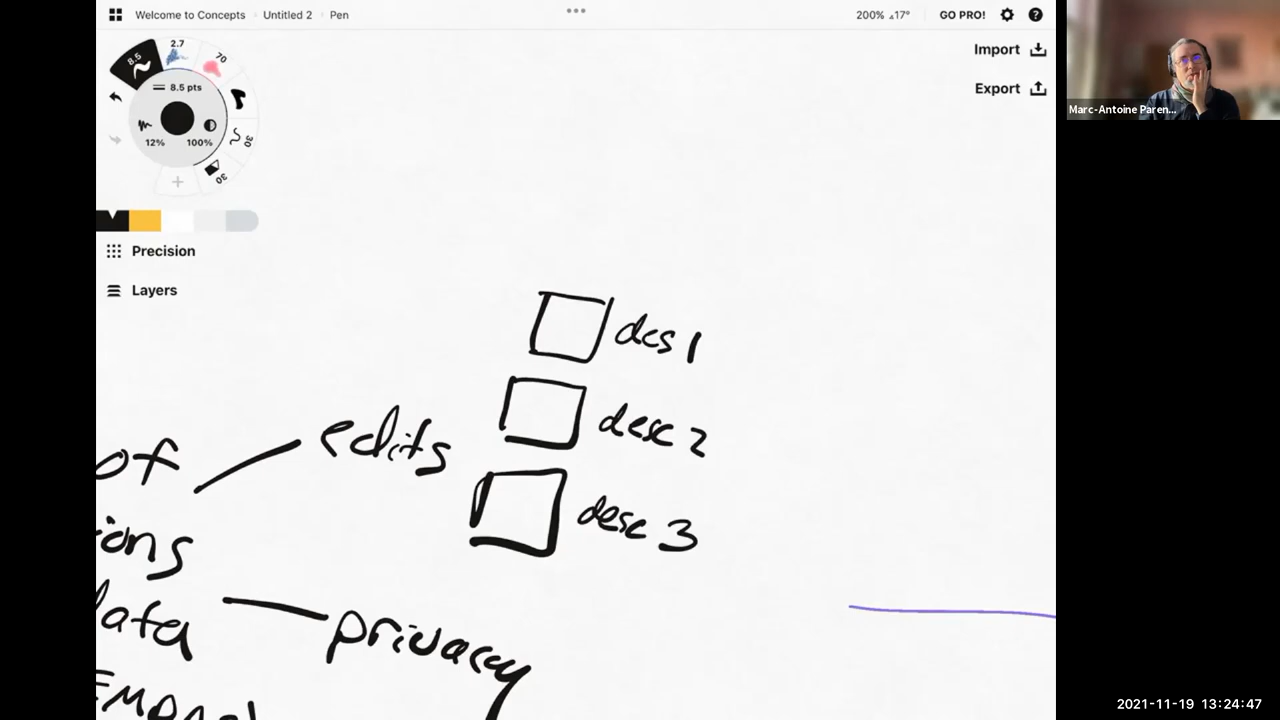 Welcome to Concepts › Untitled 2 › Pen
200% 17°
GO PRO!
Import
Export
8.5
2.7
70
8.5 pts
12%
100%
30
30
Precision
Layers
des 1
desc 2
edits
of
desc 3
ions
data
privacy
Marc-Antoine Paren...
2021-11-19 13:24:47